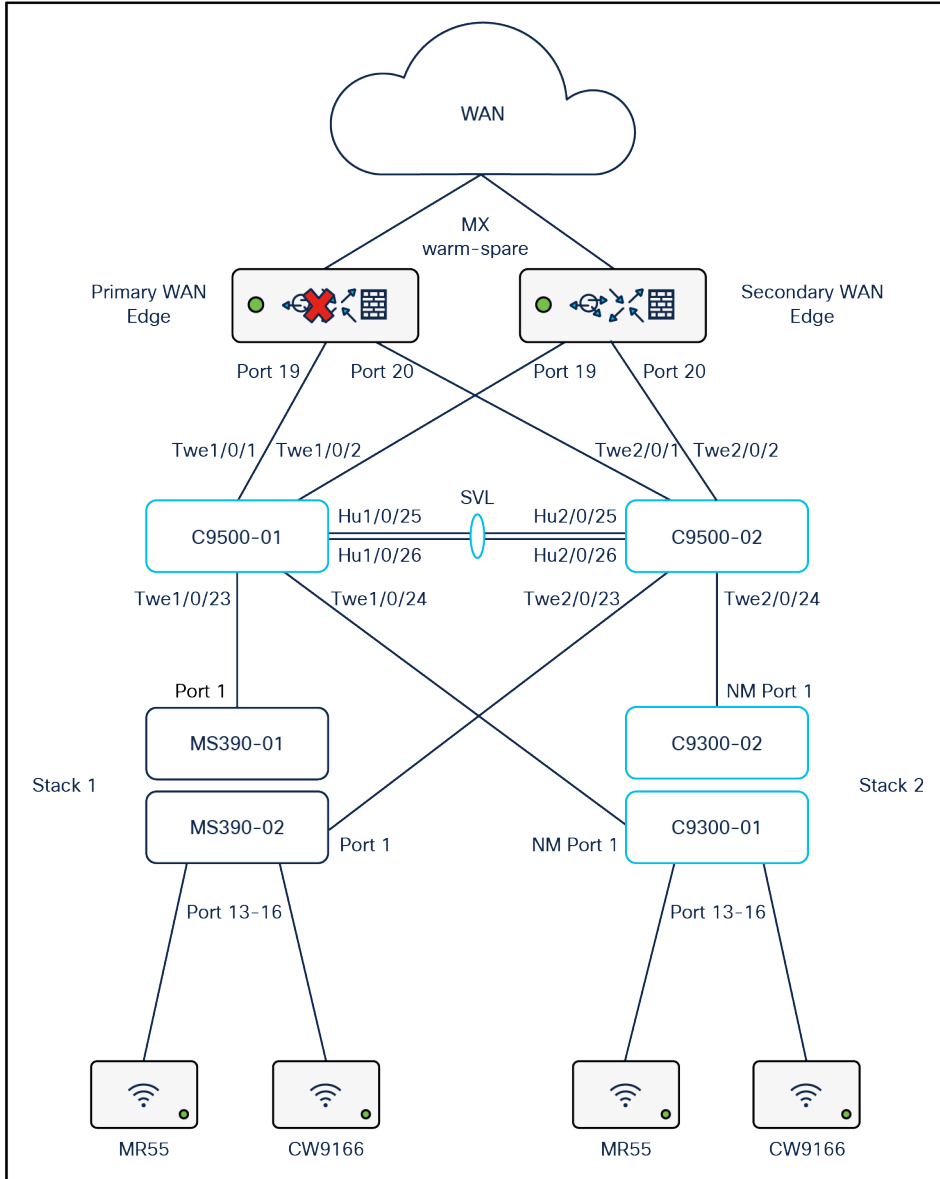 WAN
MX
warm-spare
Primary WAN
Edge
Secondary WAN
Edge
Port 19
Port 20
Port 19
Port 20
Twe1/0/1
Twe1/0/2
Twe2/0/1
Twe2/0/2
SVL
C9500-01
Hu1/0/25
Hu2/0/25
C9500-02
Hu1/0/26
Hu2/0/26
Twe1/0/23
Twe1/0/24
Twe2/0/23
Twe2/0/24
Port 1
NM Port 1
MS390-01
C9300-02
Stack 1
Stack 2
MS390-02
C9300-01
Port 1
NM Port 1
Port 13-16
Port 13-16
MR55
CW9166
MR55
CW9166